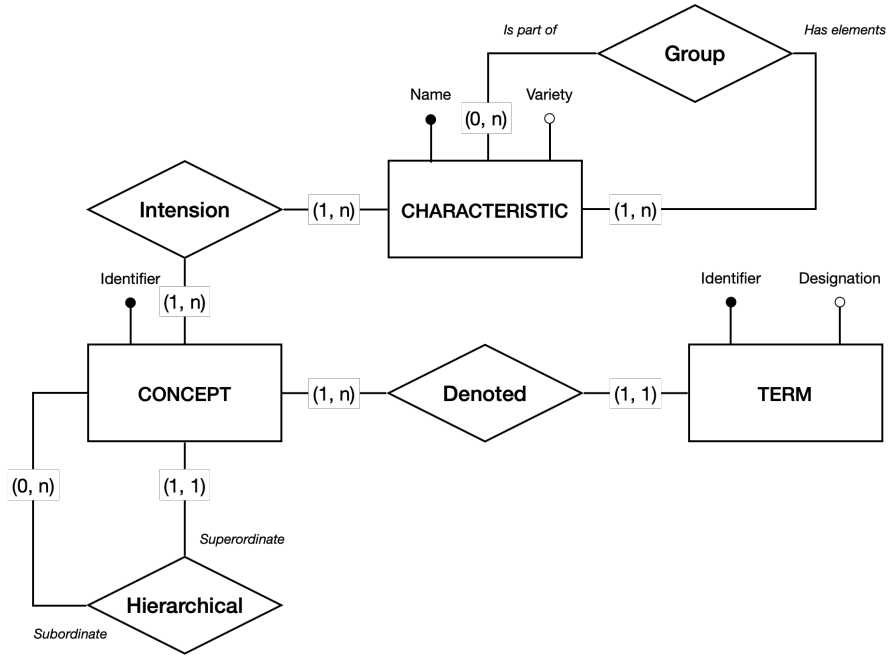 Is part of
Group
Has elements
Name
Variety
(0, n)
Intension
(1, n)
CHARACTERISTIC
(1, n)
Identifier
(1, n)
Identifier
Designation
CONCEPT
(1, n)
Denoted
(1, 1)
TERM
(0, n)
(1, 1)
Superordinate
Hierarchical
Subordinate